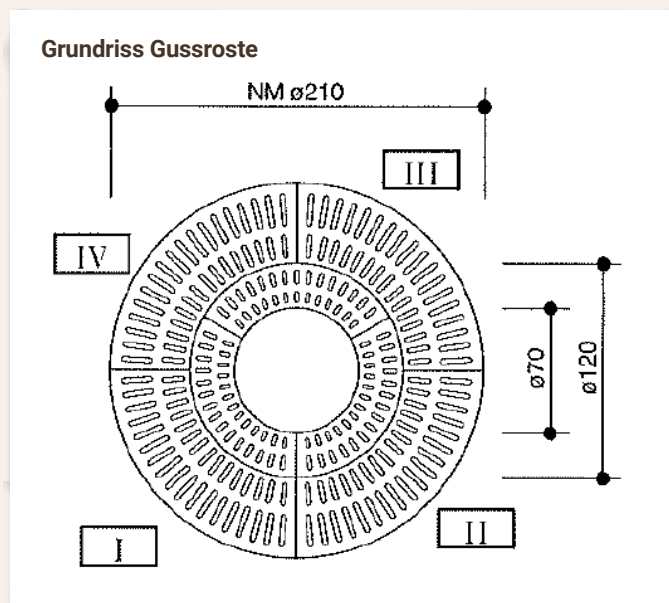 Grundriss Gussroste
NM ø210
III
IV
ø70
ø120
II
I